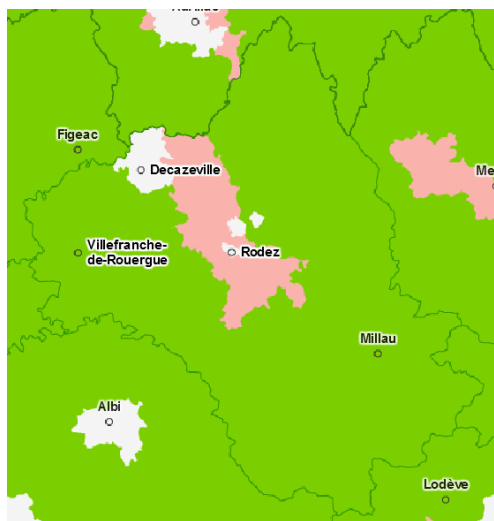 Figeac
Decazeville
Villefranche-
de-Rouergue
Rodez
Millau
Albi
Lodève